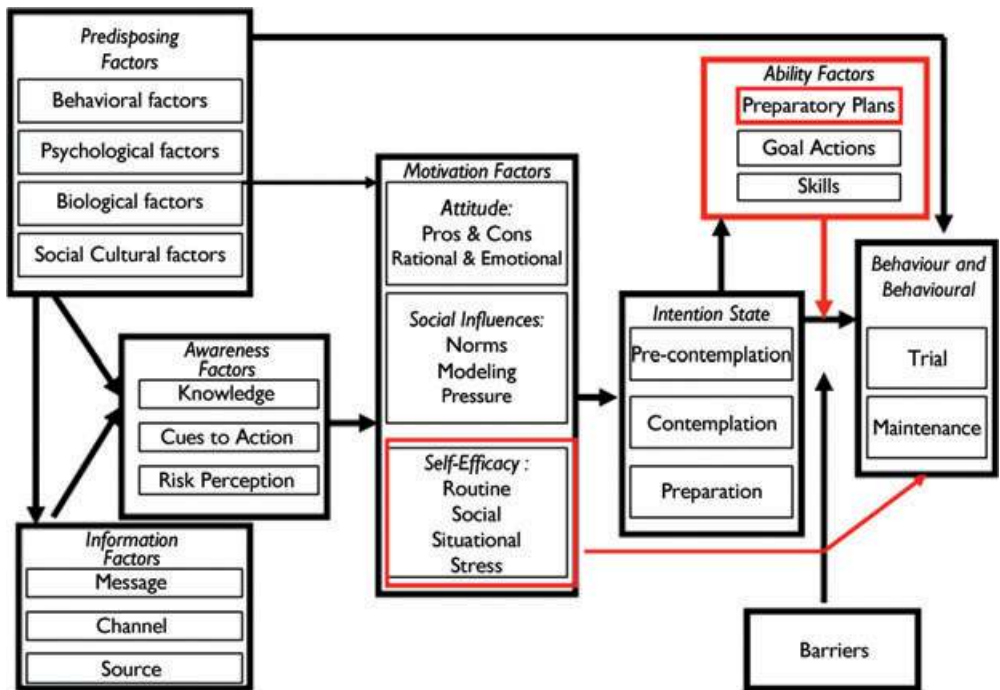 Predisposing
Factors
Behavioral factors
Psychological factors
Biological factors
Social Cultural factors
Awareness
Factors
Knowledge
Cues to Action
Risk Perception
Information
Factors
Message
Channel
Source
Motivation Factors
Attitude:
Pros & Cons
Rational & Emotional
Social Influences:
Norms
Modeling
Pressure
Self-Efficacy :
Routine
Social
Situational
Stress
Intention State
Pre-contemplation
Contemplation
Preparation
Ability Factors
Preparatory Plans
Goal Actions
Skills
Behaviour and
Behavioural
Trial
Maintenance
Barriers